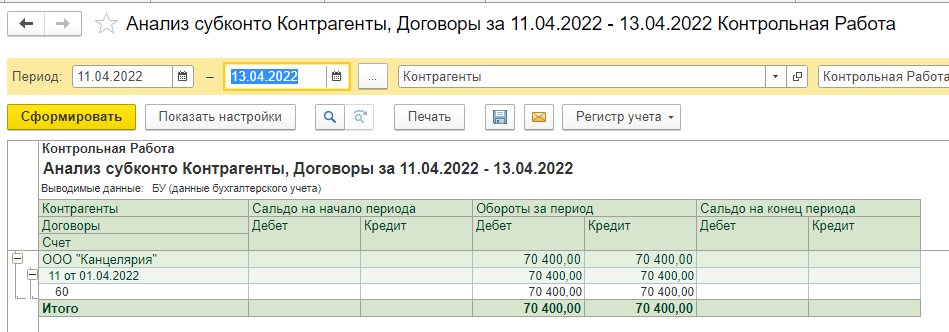 Анализ субконто Контрагенты, Договоры за 11.04.2022 - 13.04.2022 Контрольная Работа
Период: 11.04.2022 – 13.04.2022 ... Контрагенты Контрольная Работа
Сформировать Показать настройки Печать Регистр учета
Контрольная Работа
Анализ субконто Контрагенты, Договоры за 11.04.2022 - 13.04.2022
Выводимые данные: БУ (данные бухгалтерского учета)
Контрагенты Сальдо на начало периода Обороты за период Сальдо на конец периода
Договоры Дебет Кредит Дебет Кредит Дебет Кредит
Счет
ООО "Канцелярия" 70 400,00 70 400,00
11 от 01.04.2022 70 400,00 70 400,00
60 70 400,00 70 400,00
Итого 70 400,00 70 400,00